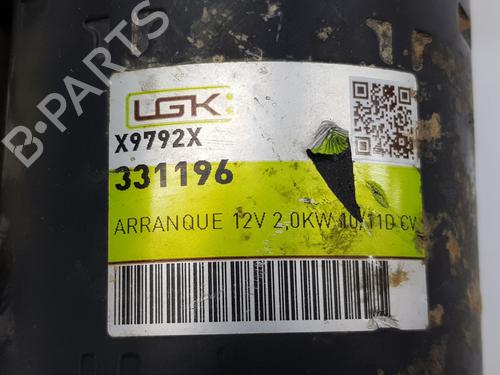 B-PARTS
LGK
X9792X
331196
ARRANQUE 12V 2,0KW 10/11D CV